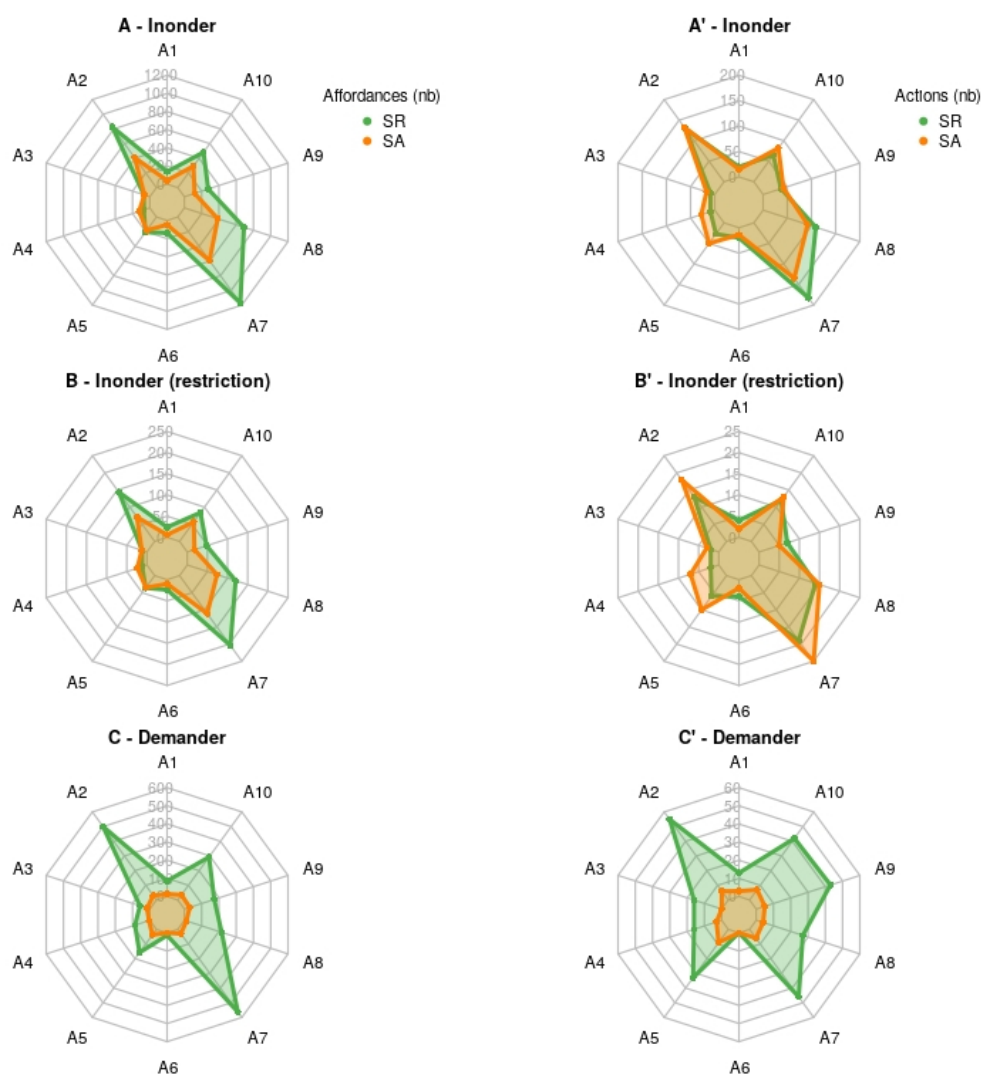 A - Inonder
A1
A2
A3
A4
A5
A6
A7
A8
A9
A10
1200
1000
800
600
400
0
Affordances (nb)
SR
SA
A' - Inonder
A1
A2
A3
A4
A5
A6
A7
A8
A9
A10
200
150
100
50
0
Actions (nb)
SR
SA
B - Inonder (restriction)
A1
A2
A3
A4
A5
A6
A7
A8
A9
A10
250
200
150
100
50
0
B' - Inonder (restriction)
A1
A2
A3
A4
A5
A6
A7
A8
A9
A10
25
20
15
10
5
0
C - Demander
A1
A2
A3
A4
A5
A6
A7
A8
A9
A10
600
500
400
300
200
C' - Demander
A1
A2
A3
A4
A5
A6
A7
A8
A9
A10
60
50
40
30
20